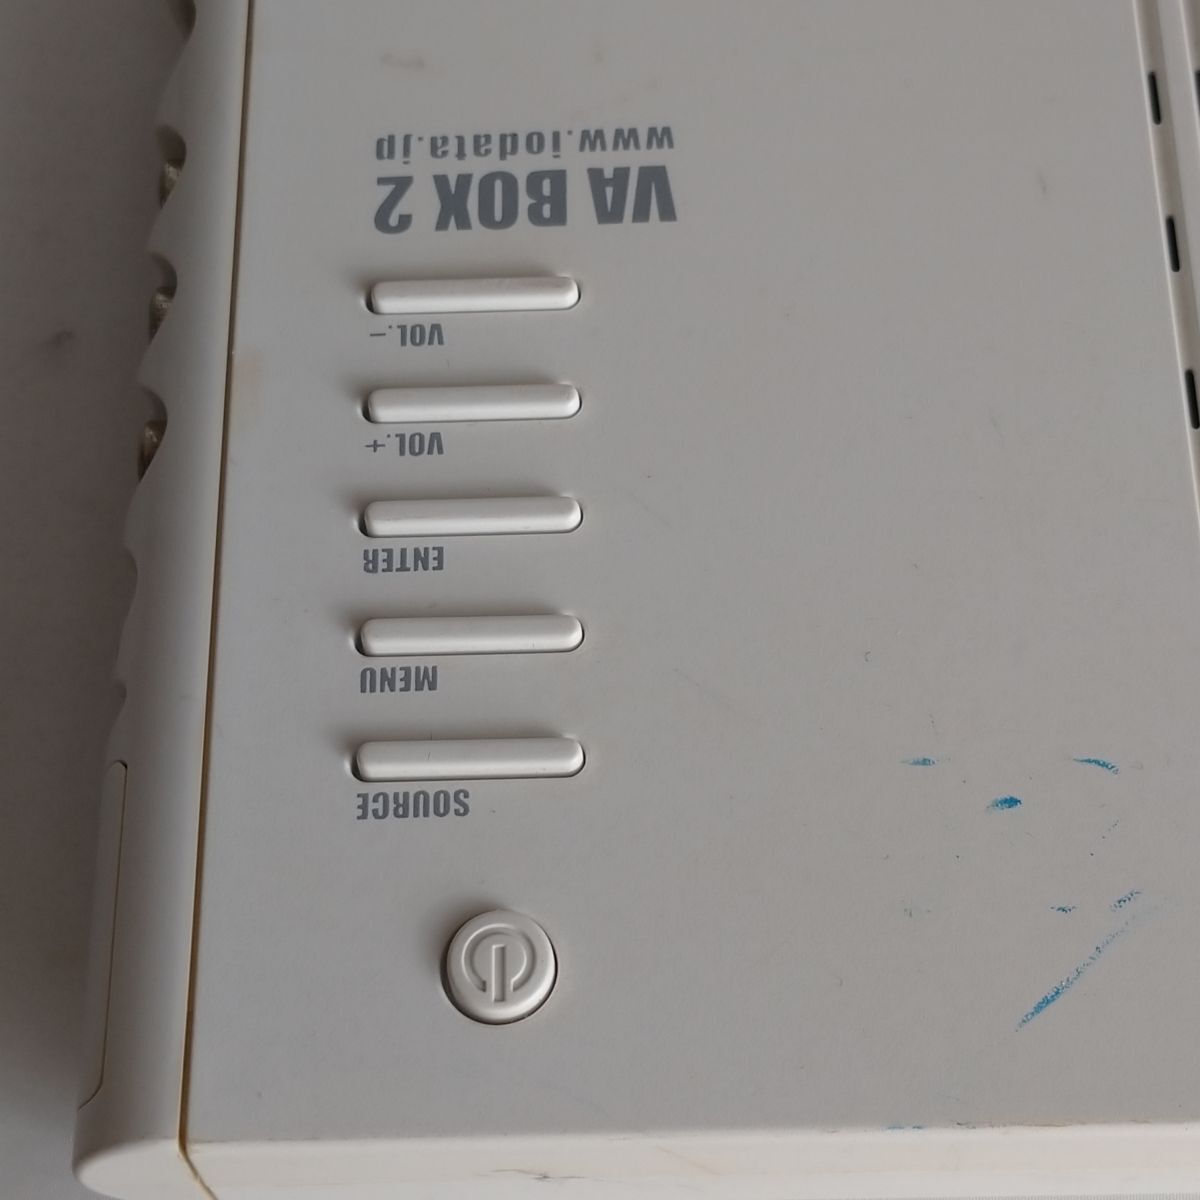 SOURCE
MENU
ENTER
VOL.+
VOL.-
VA BOX 2
www.iodata.jp